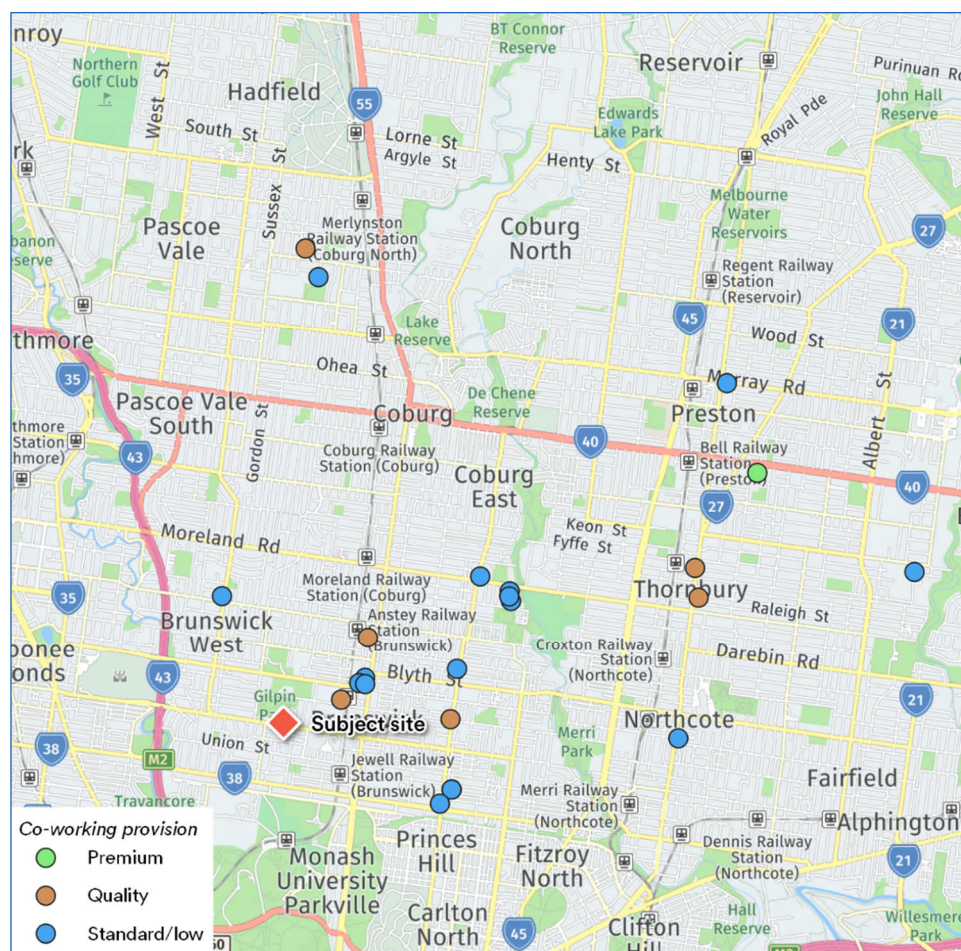 nroy
Northern
Golf Club
West St
Hadfield
BT Connor
Reserve
Reservoir
Purinuan Rd
John Hall
Reserve
55
South St
Lorne St
Argyle St
Edwards
Lake Park
Royal Pde
Henty St
rk
Sussex St
Pascoe
Vale
Merlynston
Railway Station
(Coburg North)
Coburg
North
Melbourne
Water
Reservoirs
27
Regent Railway
Station
(Reservoir)
Lake
Reserve
45
Wood St
21
thmore
35
Ohea St
Murray Rd
De Chene
Reserve
Preston
Albert St
Pascoe Vale
South
Coburg
Gordon St
Station
hmore)
43
Coburg Railway
Station (Coburg)
40
Bell Railway
Station
(Preston)
Coburg
East
27
40
Moreland Rd
Keon St
Fyffe St
Moreland Railway
Station (Coburg)
Thornbury
Raleigh St
35
Brunswick
West
Anstey Railway
Station
(Brunswick)
Croxton Railway
Station
(Northcote)
Darebin Rd
oonee
onds
43
Blyth St
21
Gilpin
Subject site
Northcote
Union St
Merri
Park
38
M2
38
Jewell Railway
Station
(Brunswick)
Fairfield
Travancore
Merri Railway
Station
(Northcote)
Alphington
Princes
Hill
Dennis Railway
Station
(Northcote)
Monash
University
Parkville
Fitzroy
North
21
Carlton
North
45
Clifton
Hill
Hall
Reserve
Willesmere
Park
Co-working provision
Premium
Quality
Standard/low